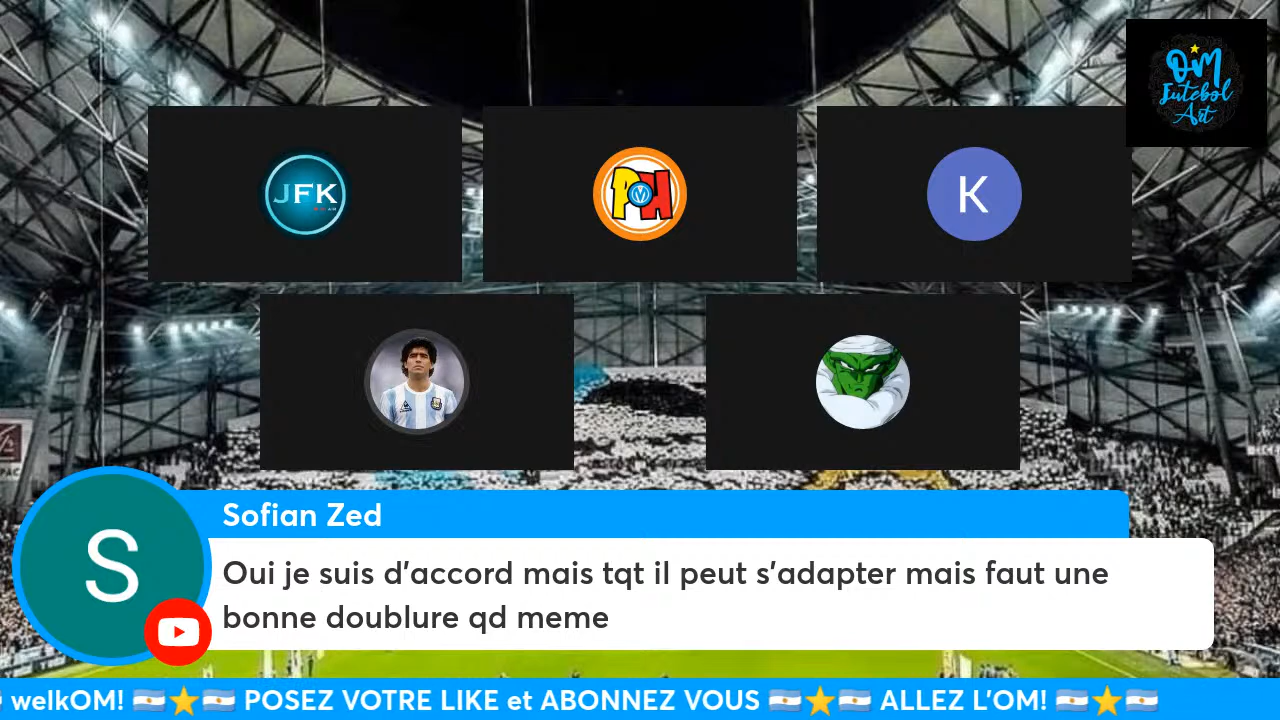 OM
Futebol
Art
JFK
PH
K
S
Sofian Zed
Oui je suis d'accord mais tqt il peut s'adapter mais faut une
bonne doublure qd meme
welkOM! 🇦🇷⭐🇦🇷 POSEZ VOTRE LIKE et ABONNEZ VOUS 🇦🇷⭐🇦🇷 ALLEZ L'OM! 🇦🇷⭐🇦🇷